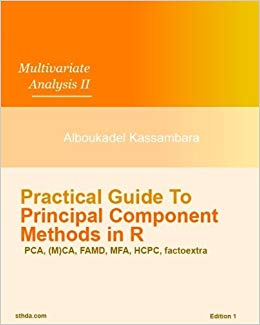 Multivariate
Analysis II
Alboukadel Kassambara
Practical Guide To
Principal Component
Methods in R
PCA, (M)CA, FAMD, MFA, HCPC, factoextra
sthda.com
Edition 1